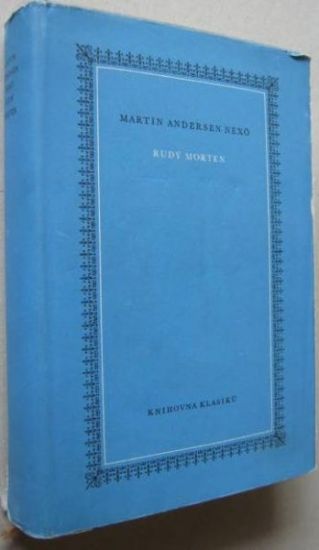 MARTIN ANDERSEN NEXÖ
RUDÝ MORTEN
KNIHOVNA KLASIKŮ